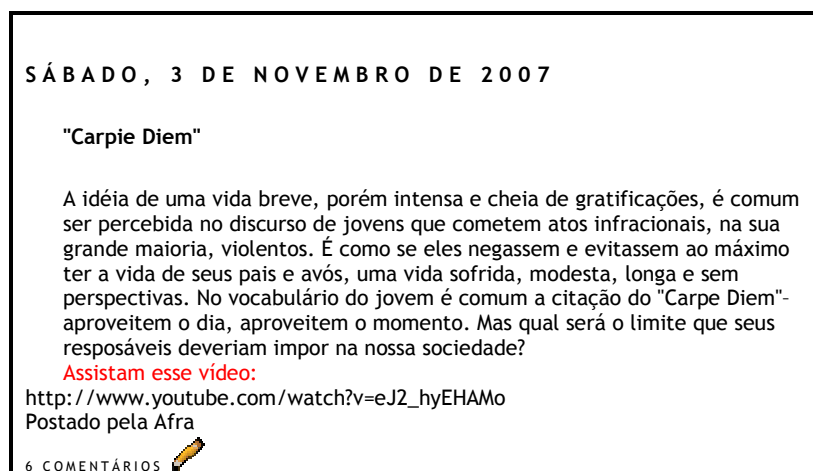 SÁBADO, 3 DE NOVEMBRO DE 2007
"Carpie Diem"
A idéia de uma vida breve, porém intensa e cheia de gratificações, é comum
ser percebida no discurso de jovens que cometem atos infracionais, na sua
grande maioria, violentos. É como se eles negassem e evitassem ao máximo
ter a vida de seus pais e avós, uma vida sofrida, modesta, longa e sem
perspectivas. No vocabulário do jovem é comum a citação do "Carpe Diem"–
aproveitem o dia, aproveitem o momento. Mas qual será o limite que seus
resposáveis deveriam impor na nossa sociedade?
Assistam esse vídeo:
http://www.youtube.com/watch?v=eJ2_hyEHAMo
Postado pela Afra
6 COMENTÁRIOS